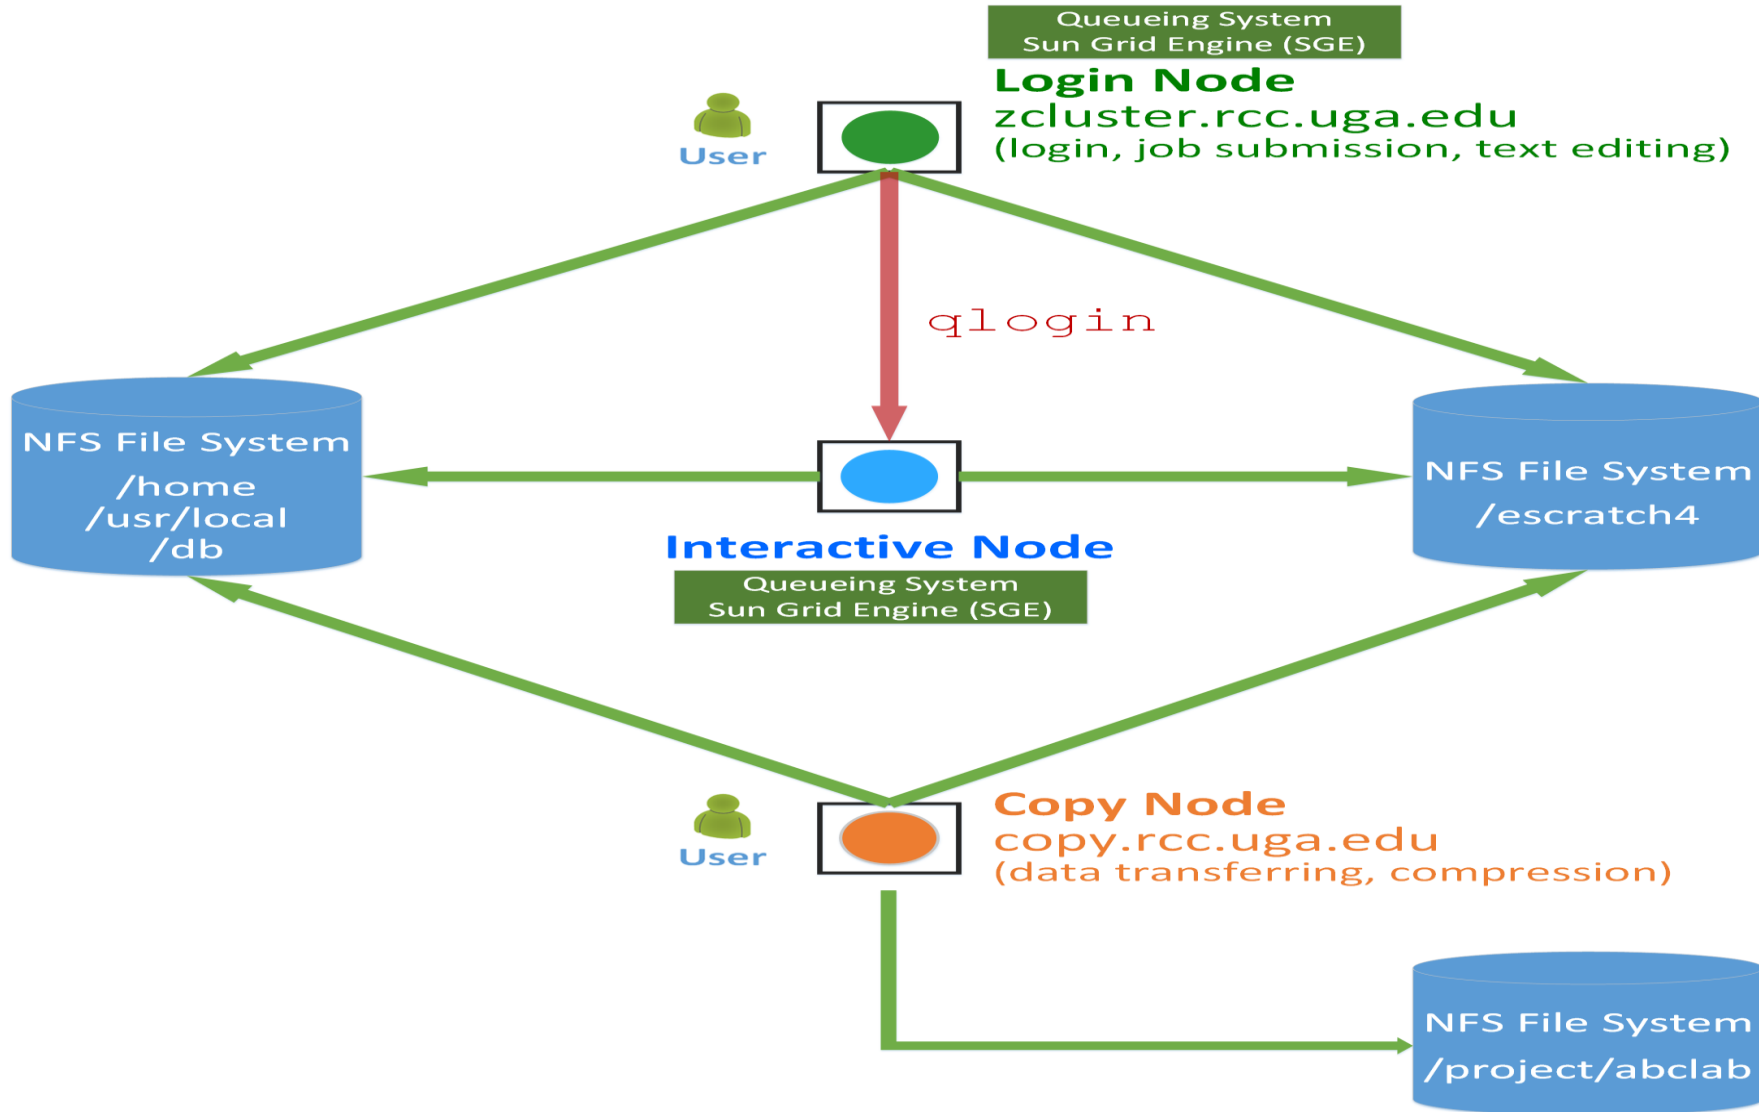 Queueing System
Sun Grid Engine (SGE)
Login Node
zcluster.rcc.uga.edu
(login, job submission, text editing)
User
qlogin
NFS File System
/home
/usr/local
/db
NFS File System
/escratch4
Interactive Node
Queueing System
Sun Grid Engine (SGE)
User
Copy Node
copy.rcc.uga.edu
(data transferring, compression)
NFS File System
/project/abclab